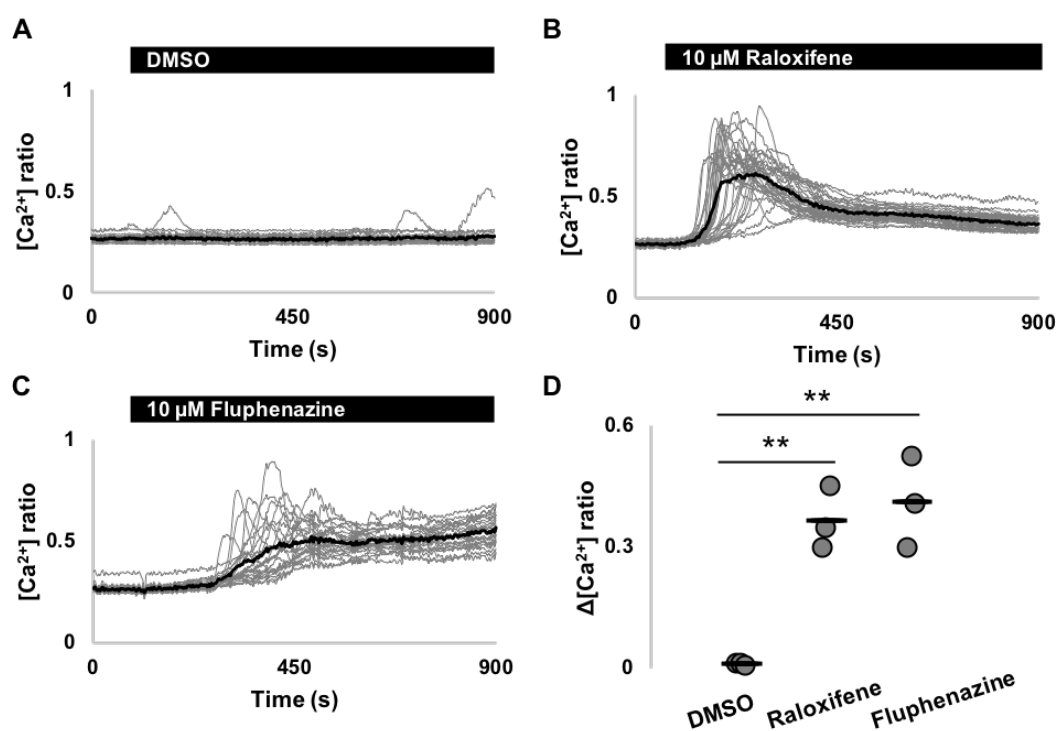 A
DMSO
1
0.5
0
[Ca²⁺] ratio
0
450
900
Time (s)
B
10 µM Raloxifene
1
0.5
0
[Ca²⁺] ratio
0
450
900
Time (s)
C
10 µM Fluphenazine
1
0.5
0
[Ca²⁺] ratio
0
450
900
Time (s)
D
**
**
0.6
0.3
0
Δ[Ca²⁺] ratio
DMSO
Raloxifene
Fluphenazine